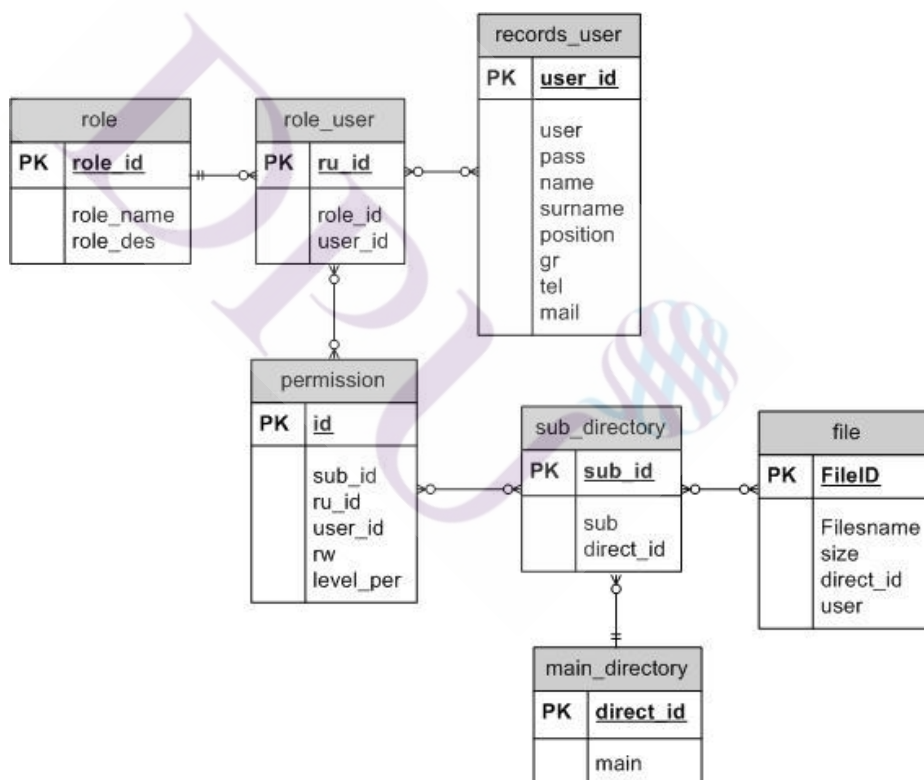 records_user
PK user_id
user
pass
name
surname
position
gr
tel
mail
role
PK role_id
role_name
role_des
role_user
PK ru_id
role_id
user_id
permission
PK id
sub_id
ru_id
user_id
rw
level_per
sub_directory
PK sub_id
sub
direct_id
file
PK FileID
Filesname
size
direct_id
user
main_directory
PK direct_id
main
DPU